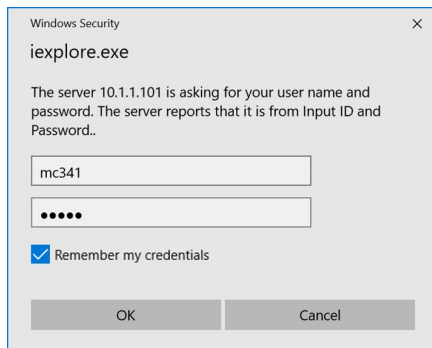 Windows Security
iexplore.exe
The server 10.1.1.101 is asking for your user name and
password. The server reports that it is from Input ID and
Password..
mc341
•••••
Remember my credentials
OK
Cancel